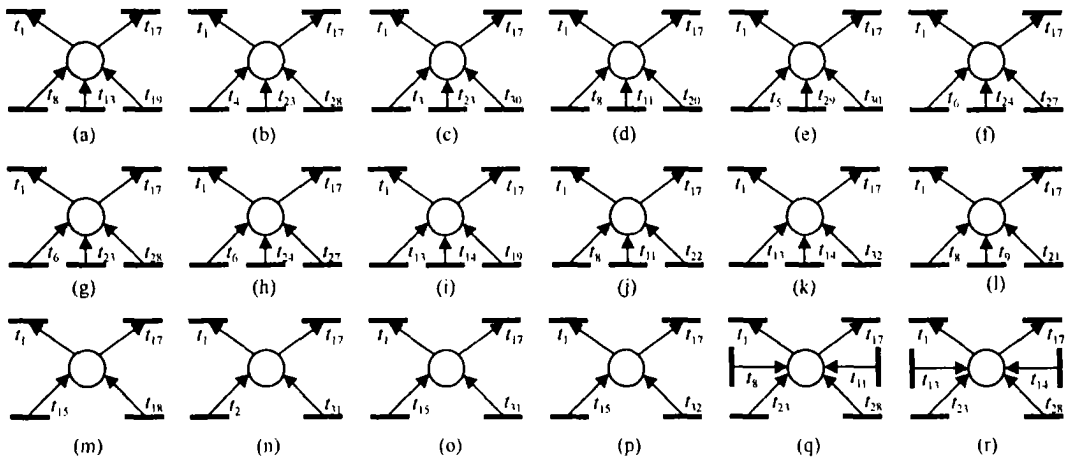 t1 t17 t1 t17 t1 t17 t1 t17 t1 t17 t1 t17
t8 t13 t19 t4 t23 t28 t3 t23 t30 t8 t11 t20 t5 t29 t30 t6 t24 t27
(a) (b) (c) (d) (e) (f)
t1 t17 t1 t17 t1 t17 t1 t17 t1 t17 t1 t17
t6 t23 t28 t6 t24 t27 t13 t14 t19 t8 t11 t22 t13 t14 t32 t8 t9 t21
(g) (h) (i) (j) (k) (l)
t1 t17 t1 t17 t1 t17 t1 t17 t1 t17 t1 t17
t8 t11 t13 t14
t15 t18 t2 t31 t15 t31 t15 t32 t23 t28 t23 t28
(m) (n) (o) (p) (q) (r)